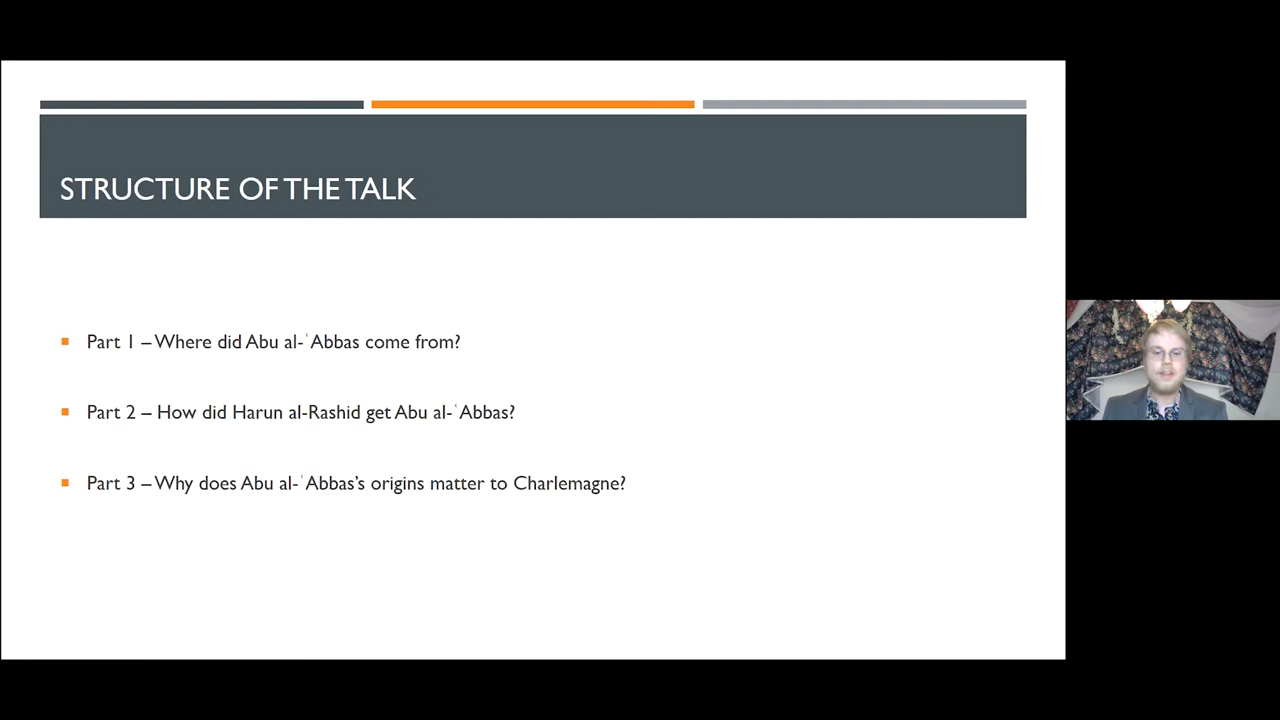 STRUCTURE OF THE TALK
Part 1 – Where did Abu al-ʿAbbas come from?
Part 2 – How did Harun al-Rashid get Abu al-ʿAbbas?
Part 3 – Why does Abu al-ʿAbbas’s origins matter to Charlemagne?